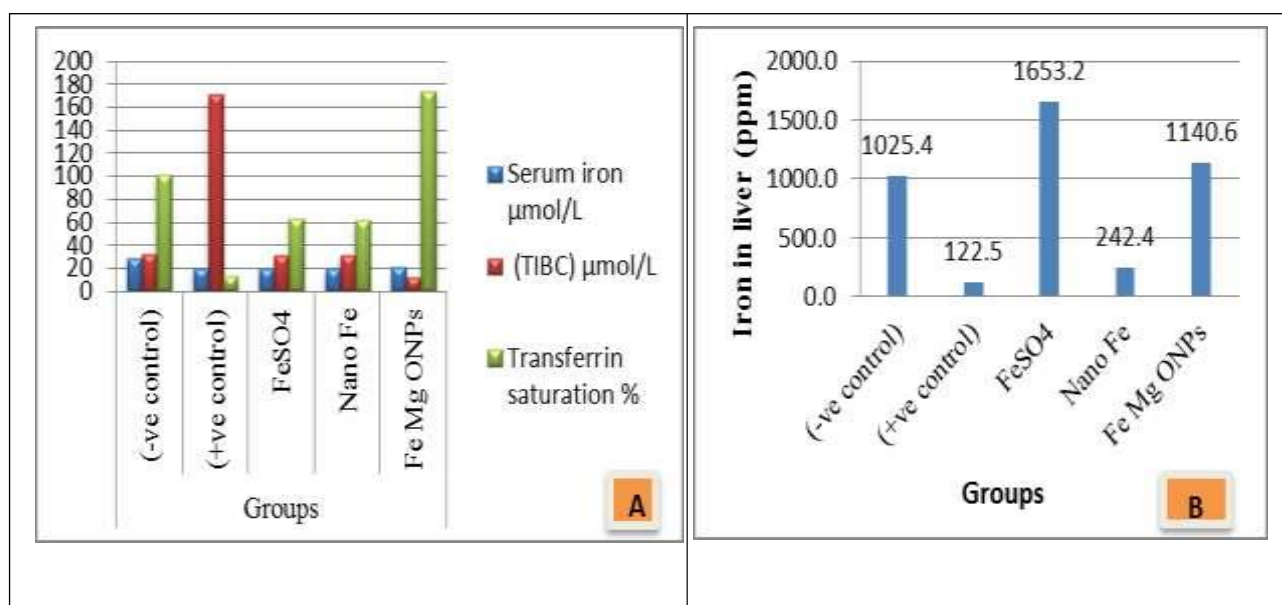 200
180
160
140
120
100
80
60
40
20
0
(-ve control)
(+ve control)
FeSO4
Nano Fe
Fe Mg ONPs
Groups
Serum iron
µmol/L
(TIBC) µmol/L
Transferrin
saturation %
A
Iron in liver (ppm)
2000.0
1500.0
1000.0
500.0
0.0
1025.4
122.5
1653.2
242.4
1140.6
(-ve control)
(+ve control)
FeSO4
Nano Fe
Fe Mg ONPs
Groups
B